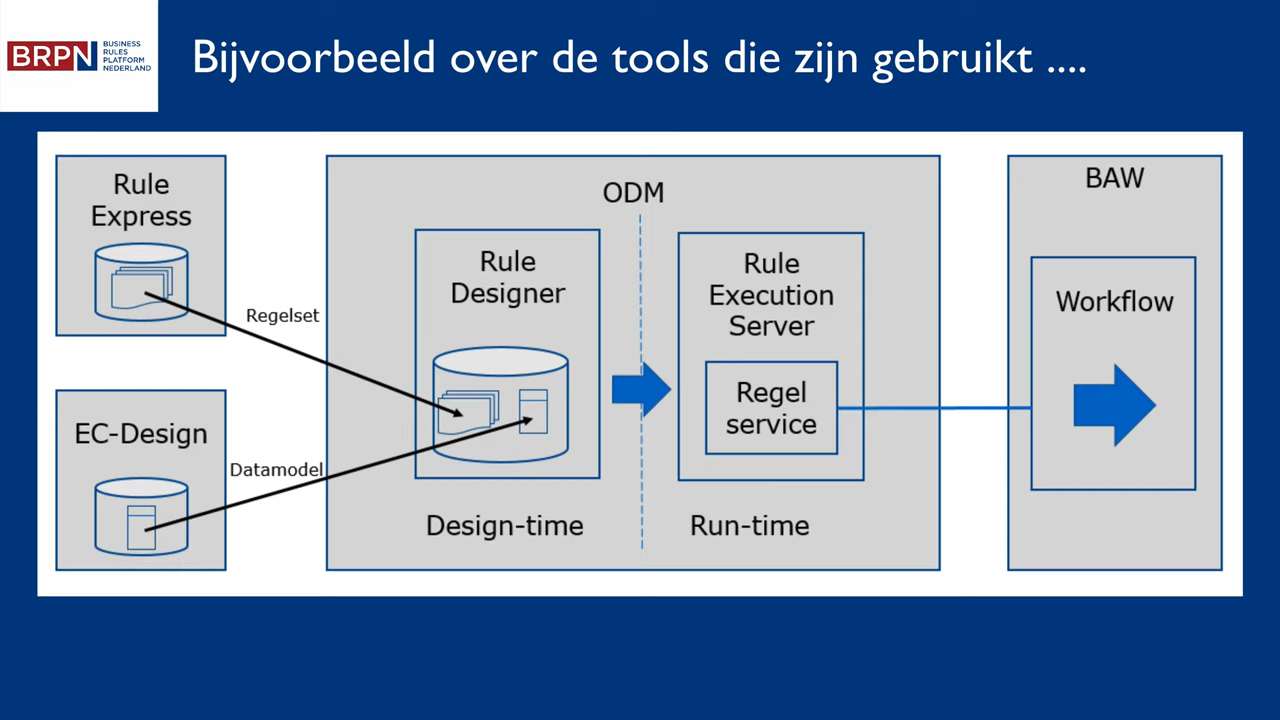 BRPN
BUSINESS
RULES
PLATFORM
NEDERLAND
Bijvoorbeeld over de tools die zijn gebruikt ....
Rule
Express
Regelset
EC-Design
Datamodel
ODM
Rule
Designer
Design-time
Rule
Execution
Server
Regel
service
Run-time
BAW
Workflow